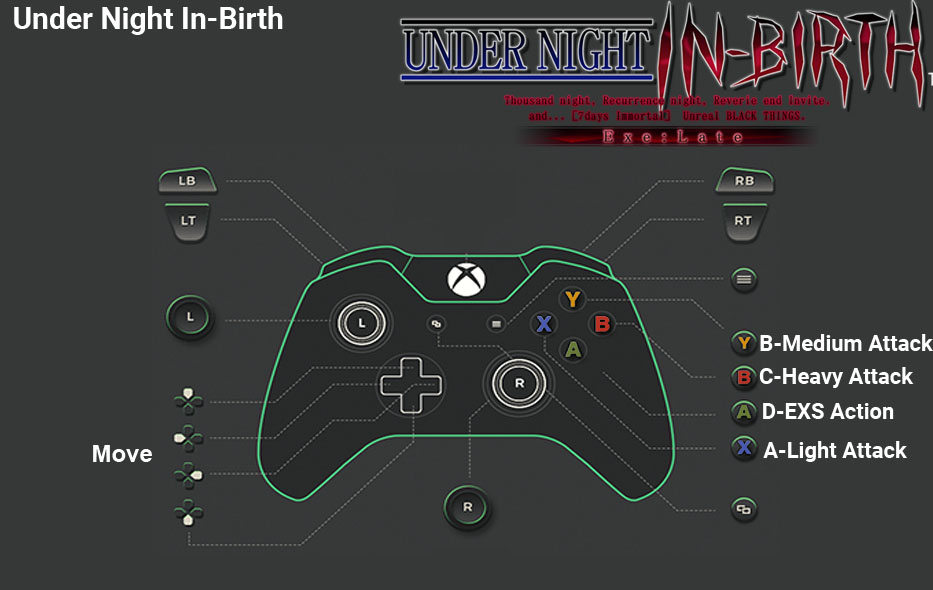 Under Night In-Birth
UNDER NIGHT IN-BIRTH
Thousand night, Recurrence night, Reverie end Invite.
and... [7days Immortal] Unreal BLACK THINGS.
Exe:Late
LB
RB
LT
RT
L
L
Y
X
B
A
R
Y B-Medium Attack
B C-Heavy Attack
A D-EXS Action
X A-Light Attack
Move
R